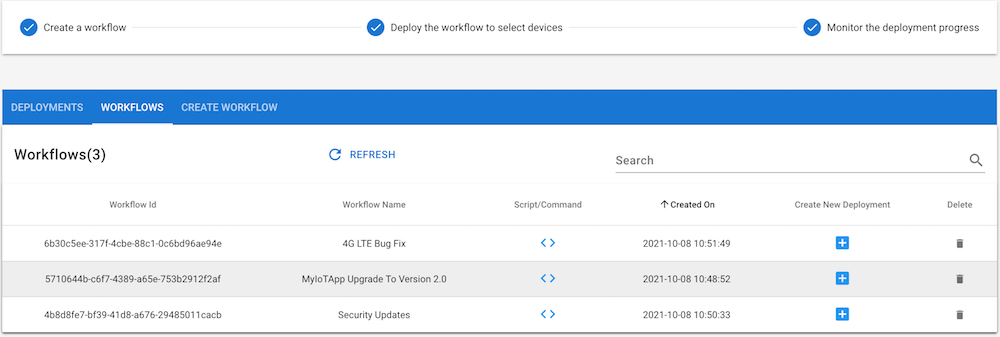 Create a workflow Deploy the workflow to select devices Monitor the deployment progress
DEPLOYMENTS WORKFLOWS CREATE WORKFLOW
Workflows(3) REFRESH Search
Workflow Id Workflow Name Script/Command Created On Create New Deployment Delete
6b30c5ee-317f-4cbe-88c1-0c6bd96ae94e 4G LTE Bug Fix 2021-10-08 10:51:49
5710644b-c6f7-4389-a65e-753b2912f2af MyIoTApp Upgrade To Version 2.0 2021-10-08 10:48:52
4b8d8fe7-bf39-41d8-a676-29485011cacb Security Updates 2021-10-08 10:50:33